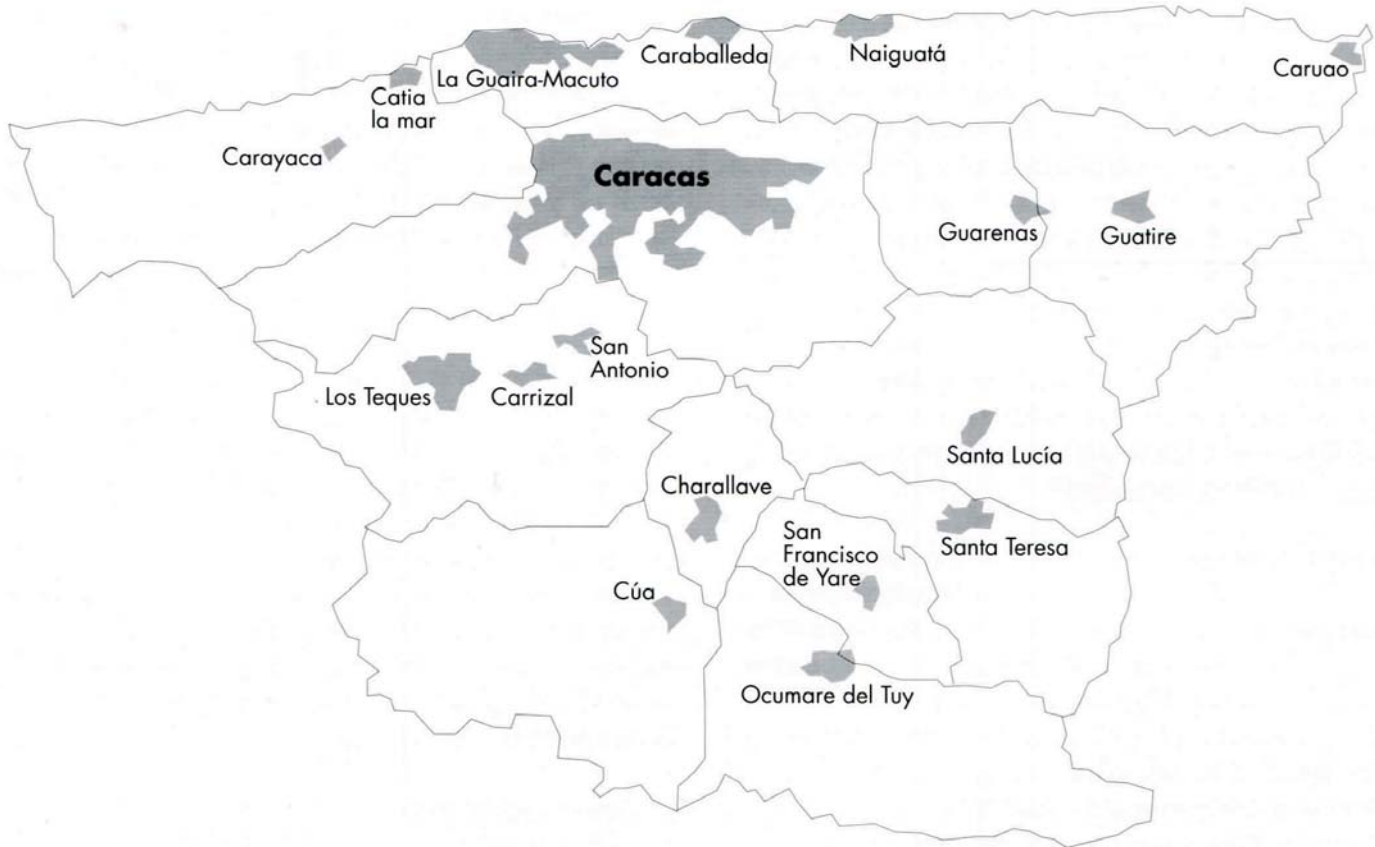 Caraballeda
Naiguatá
Caruao
La Guaira-Macuto
Catia
la mar
Carayaca
Caracas
Guarenas
Guatire
San
Antonio
Los Teques
Carrizal
Santa Lucía
Charallave
San
Francisco
de Yare
Santa Teresa
Cúa
Ocumare del Tuy